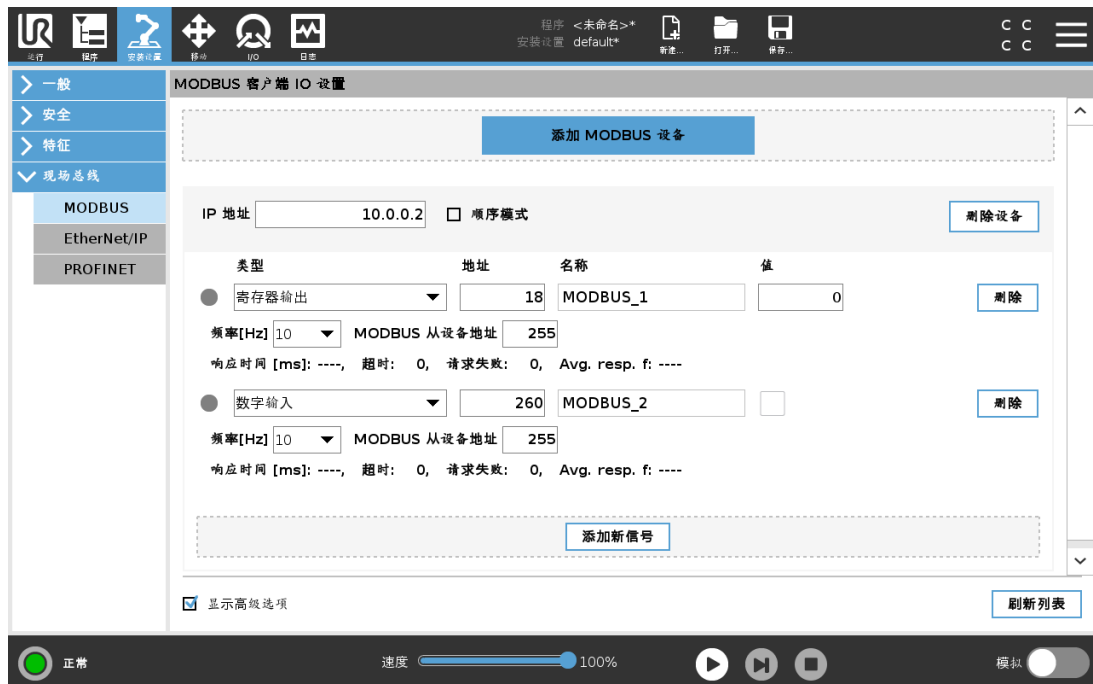 程序 <未命名>*
安装设置 default*
C C
C C
运行 程序 安装设置 移动 I/O 日志 新建... 打开... 保存...
一般
安全
特征
现场总线
MODBUS
EtherNet/IP
PROFINET
MODBUS 客户端 IO 设置
添加 MODBUS 设备
IP 地址 10.0.0.2 顺序模式 删除设备
类型 地址 名称 值
寄存器输出 18 MODBUS_1 0 删除
频率[Hz] 10 MODBUS 从设备地址 255
响应时间 [ms]: ----, 超时: 0, 请求失败: 0, Avg. resp. f: ----
数字输入 260 MODBUS_2 删除
频率[Hz] 10 MODBUS 从设备地址 255
响应时间 [ms]: ----, 超时: 0, 请求失败: 0, Avg. resp. f: ----
添加新信号
显示高级选项 刷新列表
正常 速度 100% 模拟